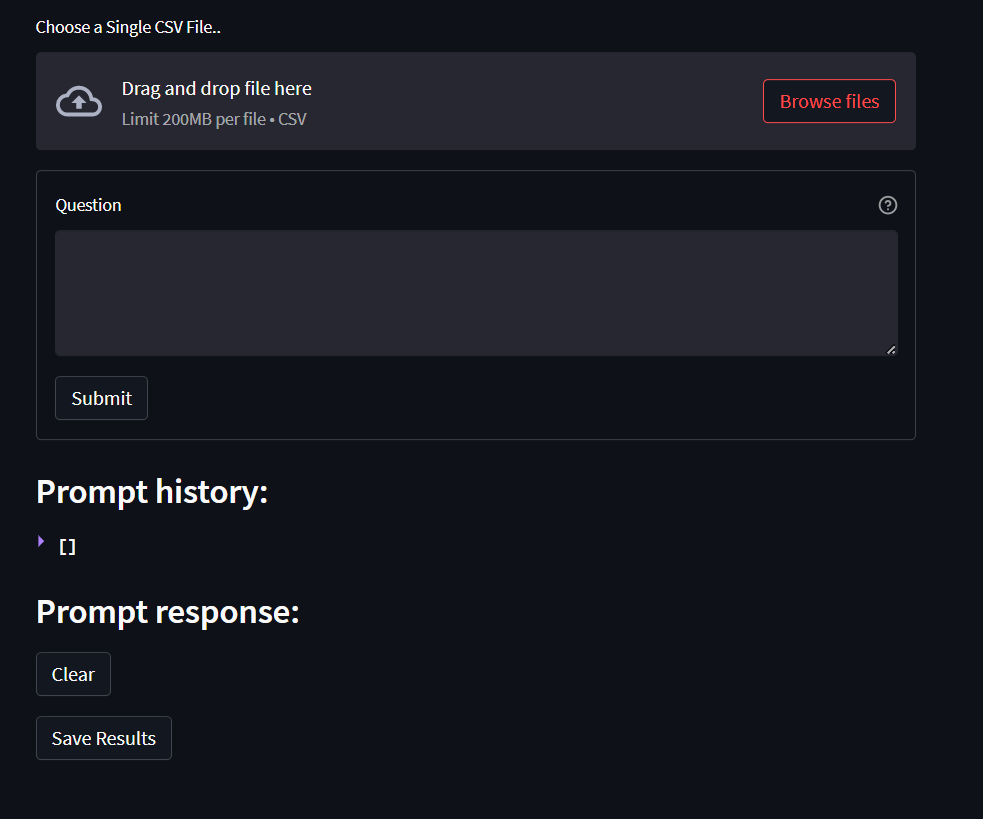 Choose a Single CSV File..
Drag and drop file here
Limit 200MB per file • CSV
Browse files
Question
Submit
Prompt history:
[]
Prompt response:
Clear
Save Results